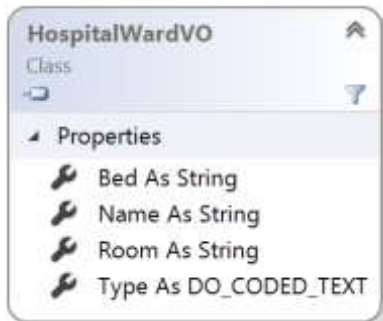 HospitalWardVO
Class
Properties
Bed As String
Name As String
Room As String
Type As DO_CODED_TEXT